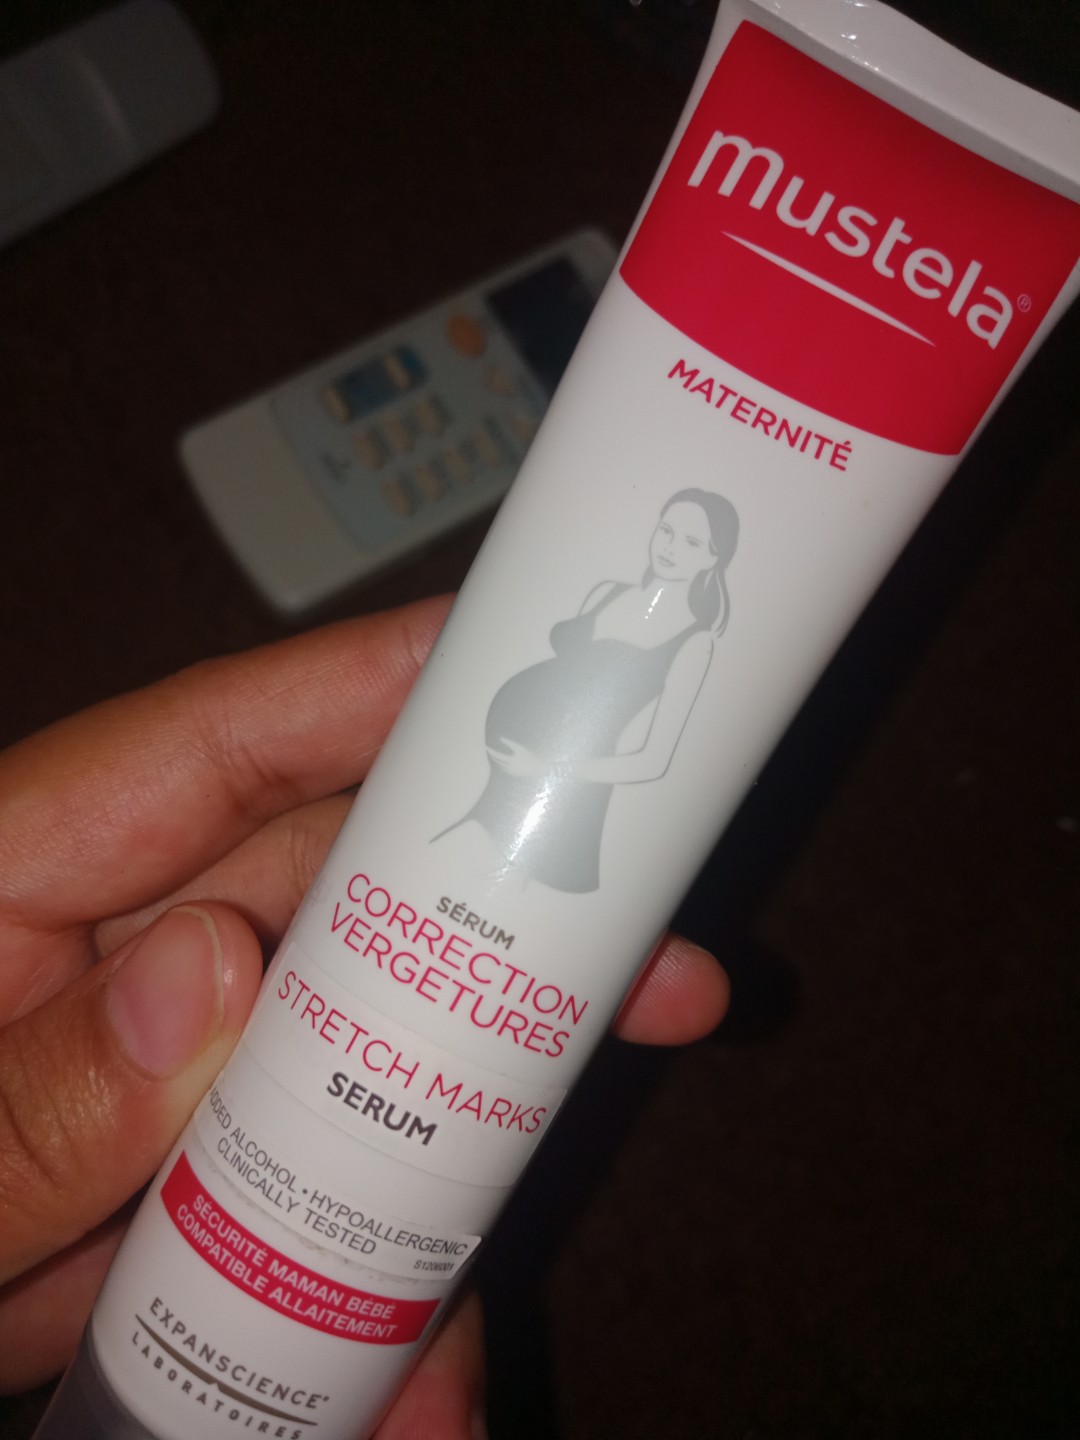 mustela®
MATERNITÉ
SÉRUM
CORRECTION
VERGETURES
STRETCH MARKS
SERUM
ALCOHOL • HYPOALLERGENIC
CLINICALLY TESTED
SÉCURITÉ MAMAN BÉBÉ
COMPATIBLE ALLAITEMENT
EXPANSCIENCE®
LABORATOIRES